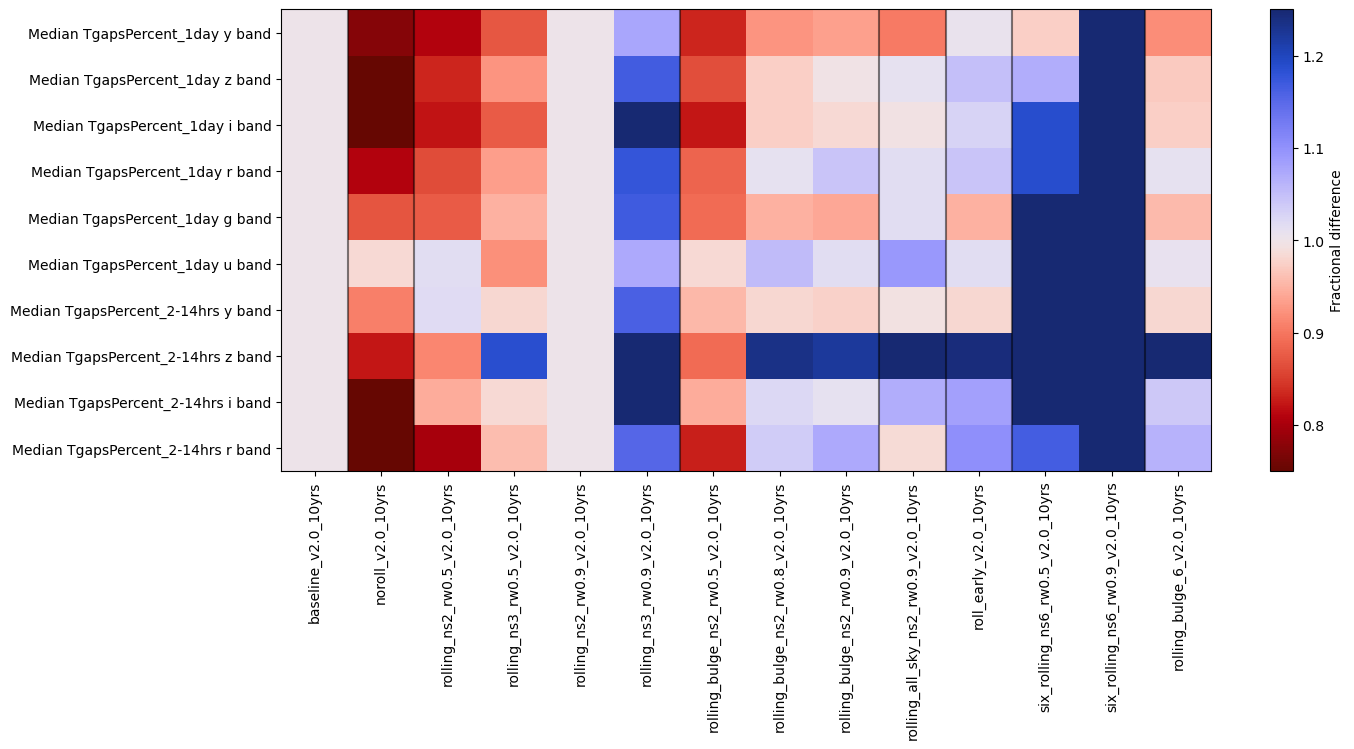 Median TgapsPercent_1day y band
Median TgapsPercent_1day z band
Median TgapsPercent_1day i band
Median TgapsPercent_1day r band
Median TgapsPercent_1day g band
Median TgapsPercent_1day u band
Median TgapsPercent_2-14hrs y band
Median TgapsPercent_2-14hrs z band
Median TgapsPercent_2-14hrs i band
Median TgapsPercent_2-14hrs r band
baseline_v2.0_10yrs
noroll_v2.0_10yrs
rolling_ns2_rw0.5_v2.0_10yrs
rolling_ns3_rw0.5_v2.0_10yrs
rolling_ns2_rw0.9_v2.0_10yrs
rolling_ns3_rw0.9_v2.0_10yrs
rolling_bulge_ns2_rw0.5_v2.0_10yrs
rolling_bulge_ns2_rw0.8_v2.0_10yrs
rolling_bulge_ns2_rw0.9_v2.0_10yrs
rolling_all_sky_ns2_rw0.9_v2.0_10yrs
roll_early_v2.0_10yrs
six_rolling_ns6_rw0.5_v2.0_10yrs
six_rolling_ns6_rw0.9_v2.0_10yrs
rolling_bulge_6_v2.0_10yrs
1.2
1.1
1.0
0.9
0.8
Fractional difference